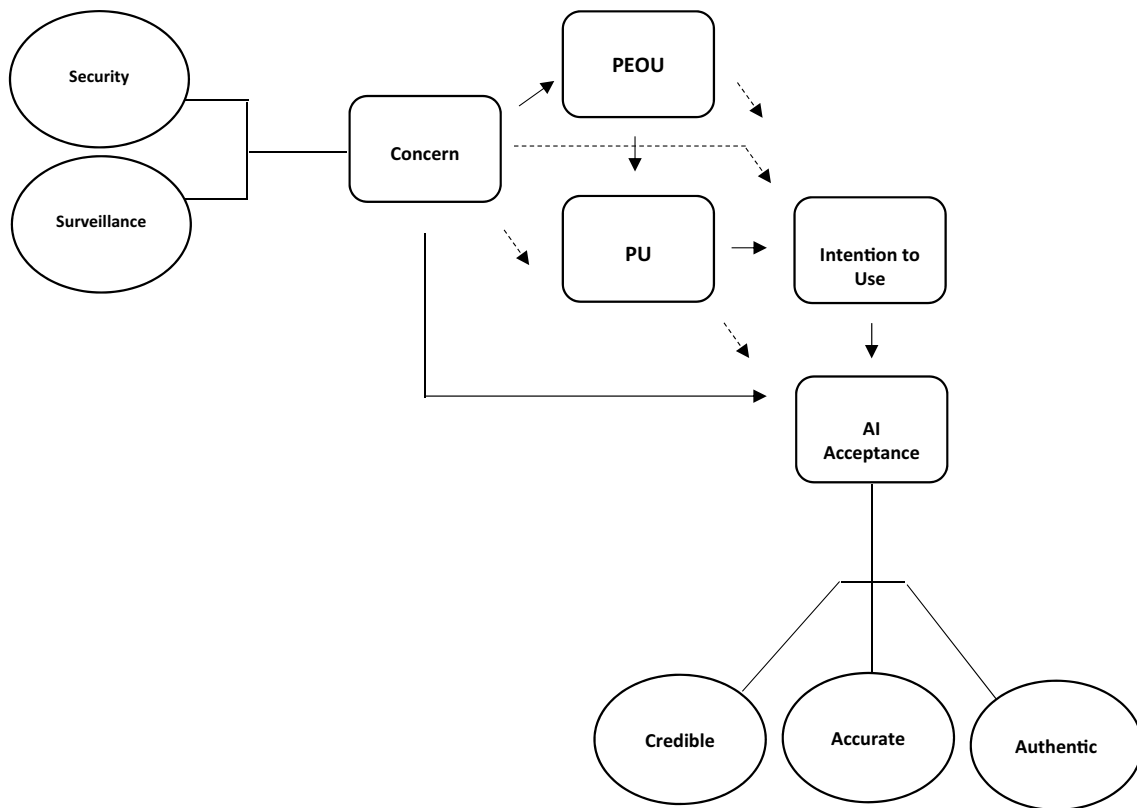 Security
Surveillance
Concern
PEOU
PU
Intention to
Use
AI
Acceptance
Credible
Accurate
Authentic